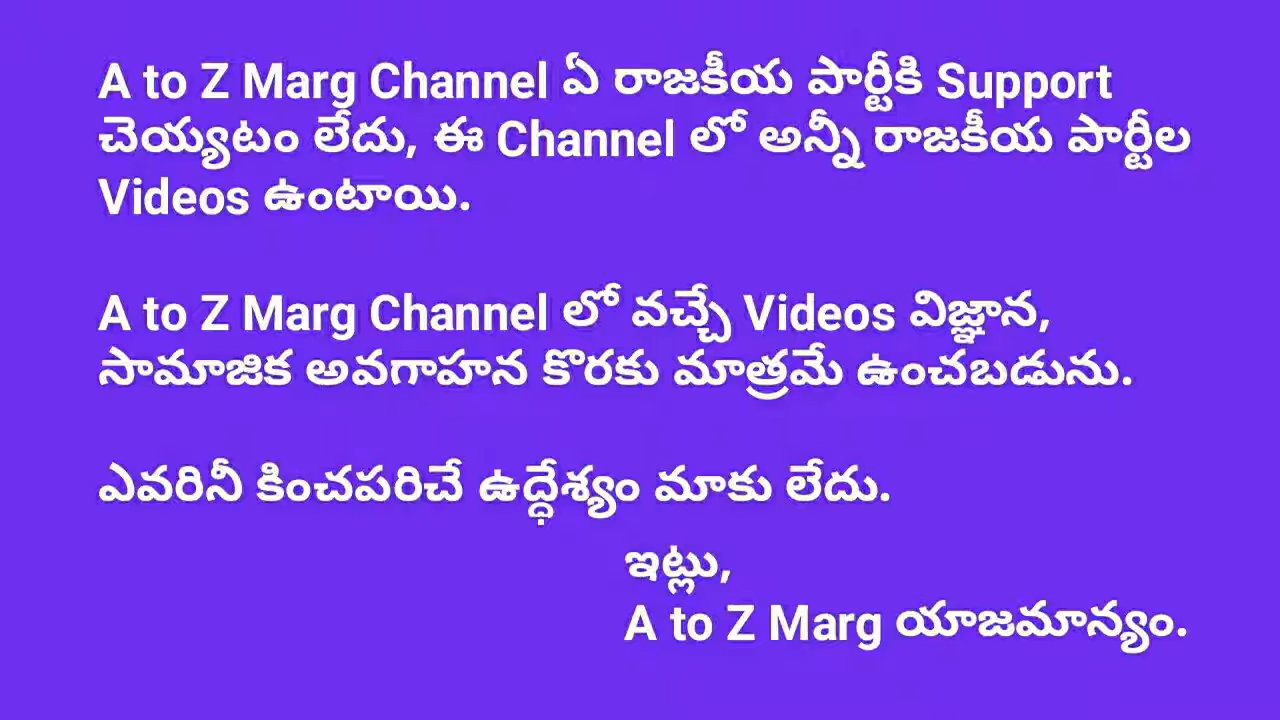 A to Z Marg Channel ఏ రాజకీయ పార్టీకి Support
చెయ్యటం లేదు, ఈ Channel లో అన్నీ రాజకీయ పార్టీల
Videos ఉంటాయి.
A to Z Marg Channel లో వచ్చే Videos విజ్ఞాన,
సామాజిక అవగాహన కొరకు మాత్రమే ఉంచబడును.
ఎవరినీ కించపరిచే ఉద్ధేశ్యం మాకు లేదు.
ఇట్లు,
A to Z Marg యాజమాన్యం.